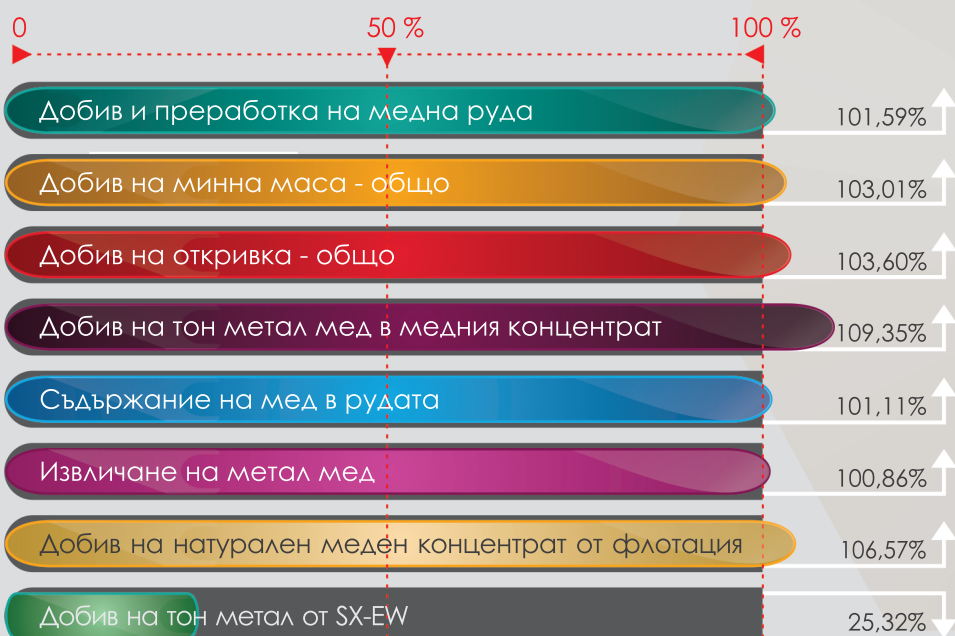 0 50 % 100 %
Добив и преработка на медна руда 101,59%
Добив на минна маса - общо 103,01%
Добив на откривка - общо 103,60%
Добив на тон метал мед в медния концентрат 109,35%
Съдържание на мед в рудата 101,11%
Извличане на метал мед 100,86%
Добив на натурален меден концентрат от флотация 106,57%
Добив на тон метал от SX-EW 25,32%